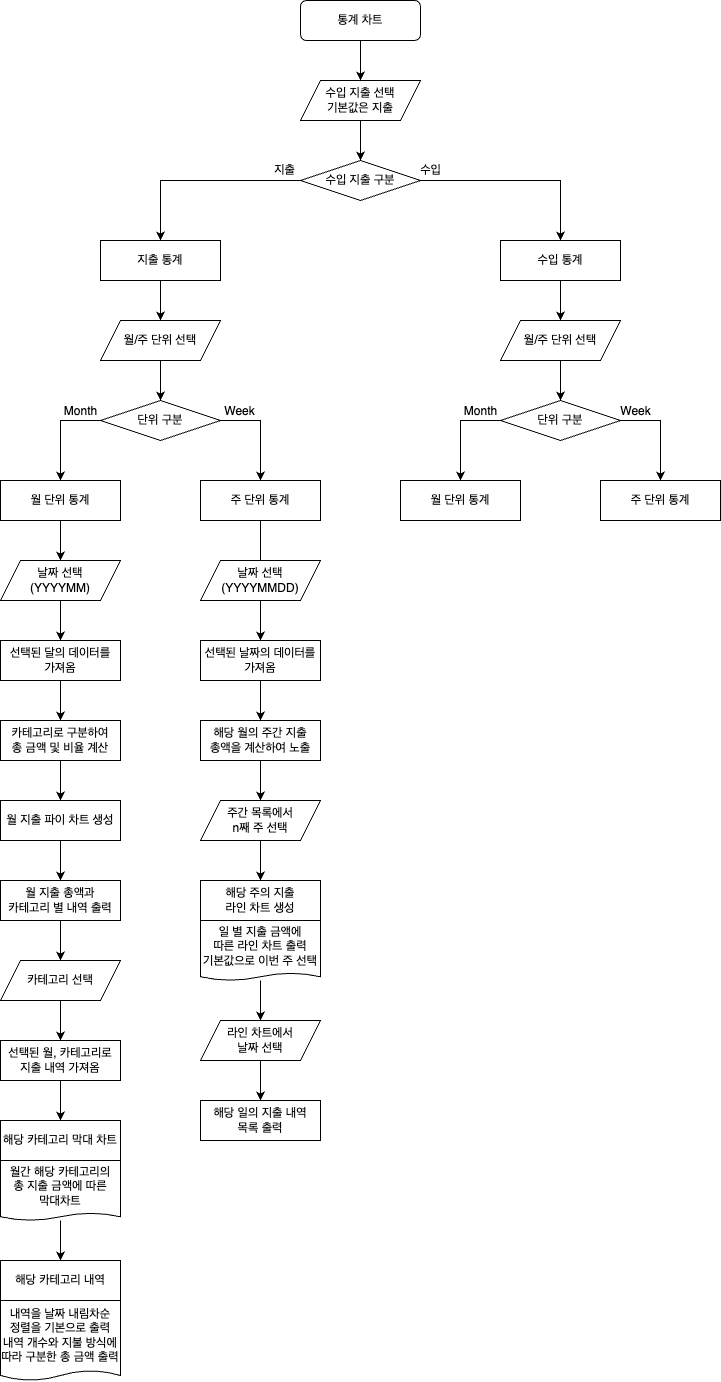 통계 차트
수입 지출 선택
기본값은 지출
지출
수입 지출 구분
수입
지출 통계
수입 통계
월/주 단위 선택
월/주 단위 선택
Month
단위 구분
Week
Month
단위 구분
Week
월 단위 통계
주 단위 통계
월 단위 통계
주 단위 통계
날짜 선택
(YYYYMM)
날짜 선택
(YYYYMMDD)
선택된 달의 데이터를
가져옴
선택된 날짜의 데이터를
가져옴
카테고리로 구분하여
총 금액 및 비율 계산
해당 월의 주간 지출
총액을 계산하여 노출
월 지출 파이 차트 생성
주간 목록에서
n째 주 선택
월 지출 총액과
카테고리 별 내역 출력
해당 주의 지출
라인 차트 생성
일 별 지출 금액에
따른 라인 차트 출력
기본값으로 이번 주 선택
카테고리 선택
라인 차트에서
날짜 선택
선택된 월, 카테고리로
지출 내역 가져옴
해당 일의 지출 내역
목록 출력
해당 카테고리 막대 차트
월간 해당 카테고리의
총 지출 금액에 따른
막대차트
해당 카테고리 내역
내역을 날짜 내림차순
정렬을 기본으로 출력
내역 개수와 지불 방식에
따라 구분한 총 금액 출력